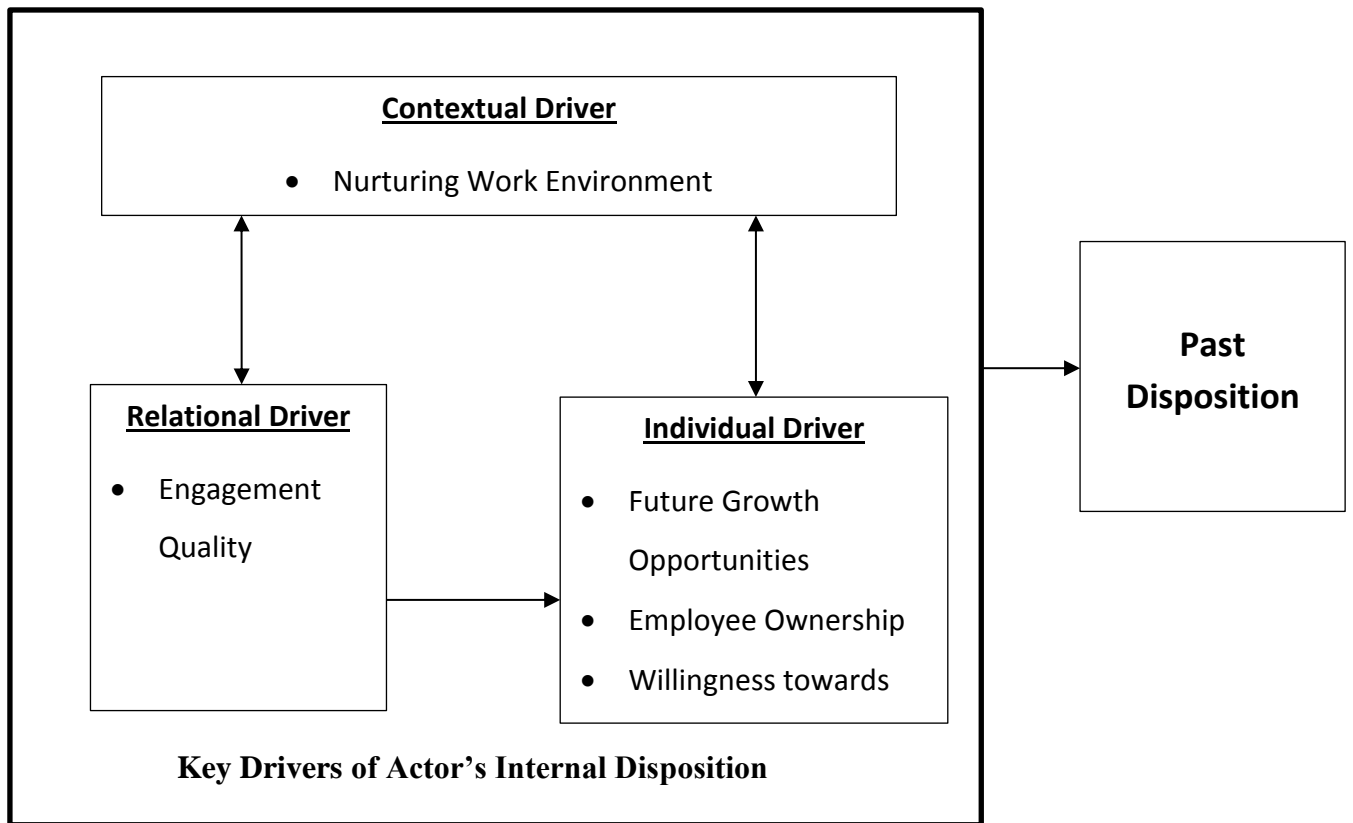 Contextual Driver
• Nurturing Work Environment
Relational Driver
• Engagement
Quality
Individual Driver
• Future Growth
Opportunities
• Employee Ownership
• Willingness towards
Past
Disposition
Key Drivers of Actor’s Internal Disposition